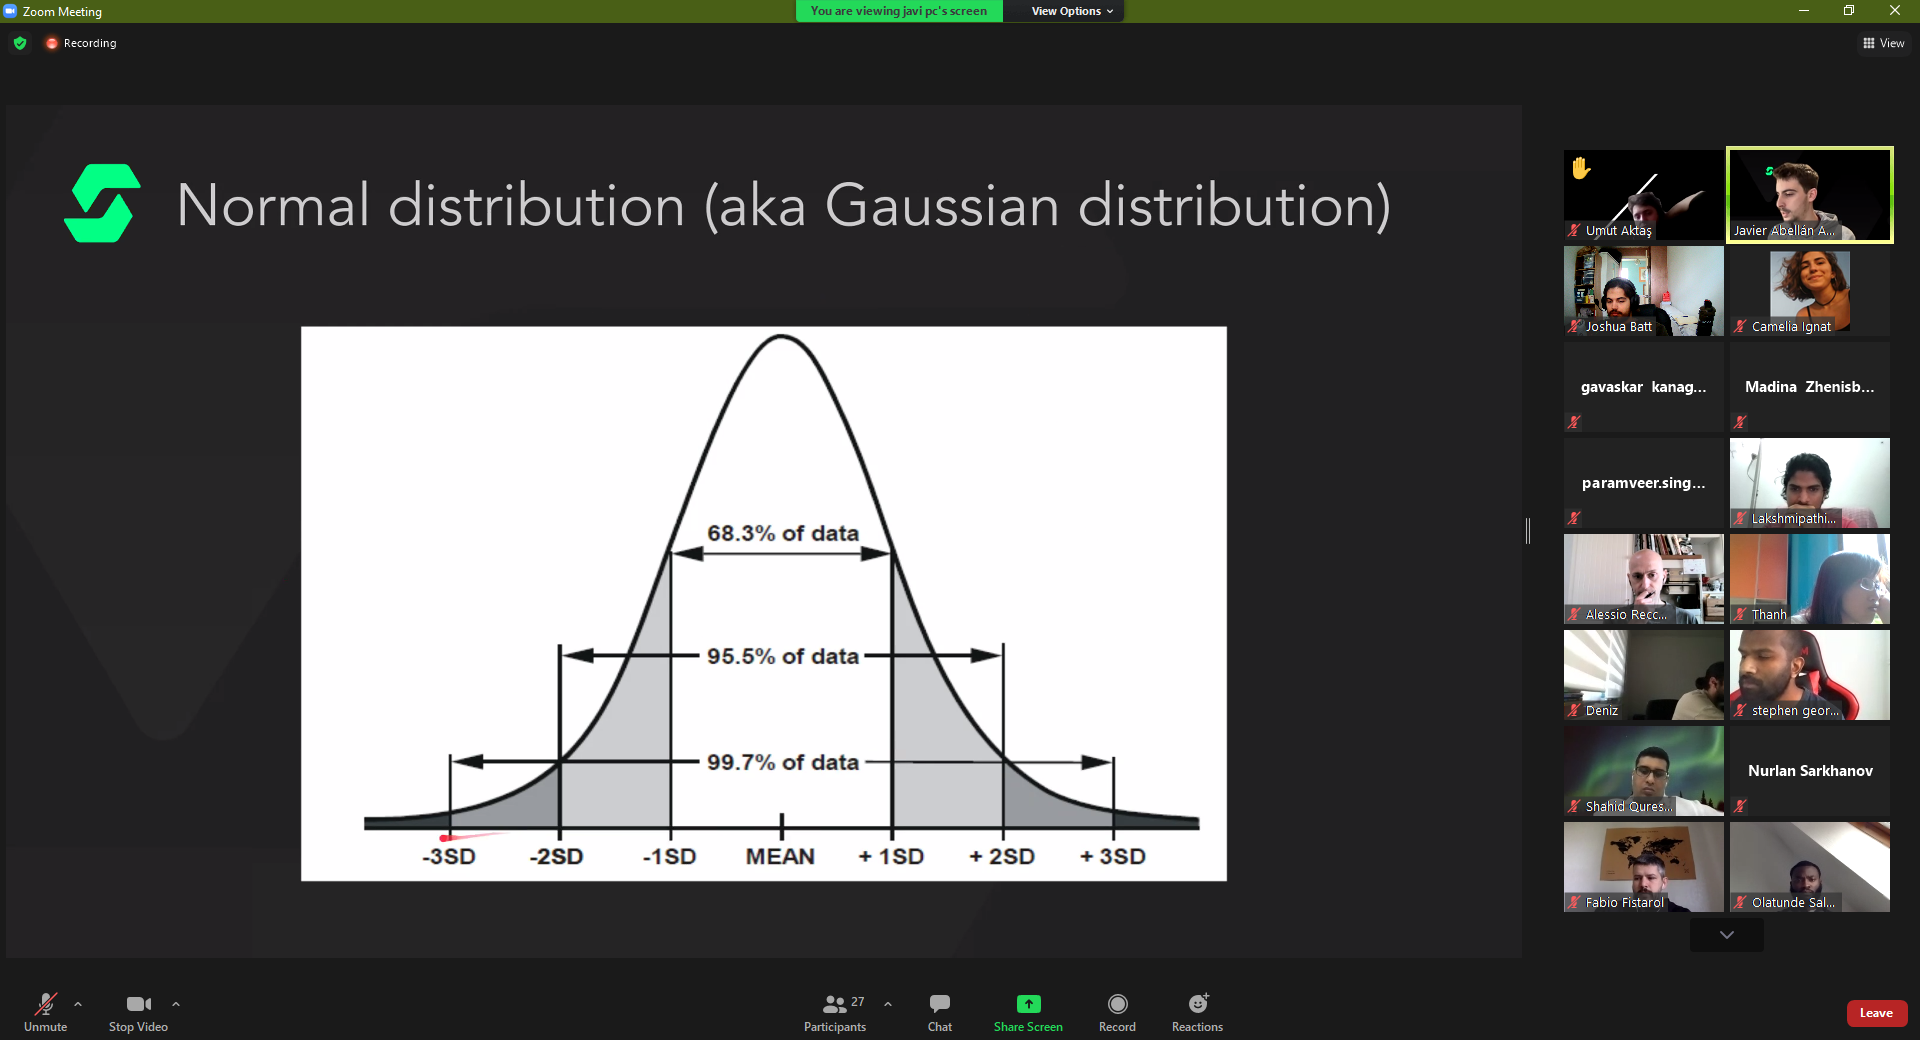 Zoom Meeting
You are viewing javi pc's screen
View Options
Recording
View
Normal distribution (aka Gaussian distribution)
68.3% of data
95.5% of data
99.7% of data
-3SD -2SD -1SD MEAN + 1SD + 2SD + 3SD
Umut Aktaş
Javier Abellán A...
Joshua Batt
Camelia Ignat
gavaskar kanag...
Madina Zhenisb...
paramveer.sing...
Lakshmipathi...
Alessio Recc...
Thanh
Deniz
stephen geor...
Shahid Qures...
Nurlan Sarkhanov
Fabio Fistarol
Olatunde Sal...
Unmute
Stop Video
27
Participants
Chat
Share Screen
Record
Reactions
Leave